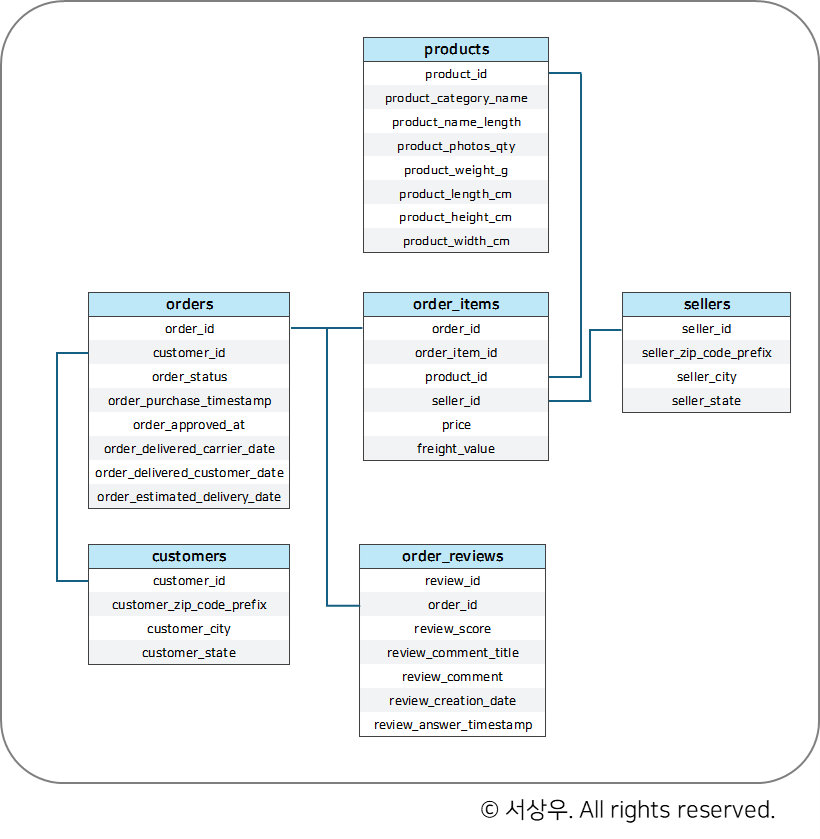 products
product_id
product_category_name
product_name_length
product_photos_qty
product_weight_g
product_length_cm
product_height_cm
product_width_cm
orders
order_id
customer_id
order_status
order_purchase_timestamp
order_approved_at
order_delivered_carrier_date
order_delivered_customer_date
order_estimated_delivery_date
order_items
order_id
order_item_id
product_id
seller_id
price
freight_value
sellers
seller_id
seller_zip_code_prefix
seller_city
seller_state
customers
customer_id
customer_zip_code_prefix
customer_city
customer_state
order_reviews
review_id
order_id
review_score
review_comment_title
review_comment
review_creation_date
review_answer_timestamp
© 서상우. All rights reserved.